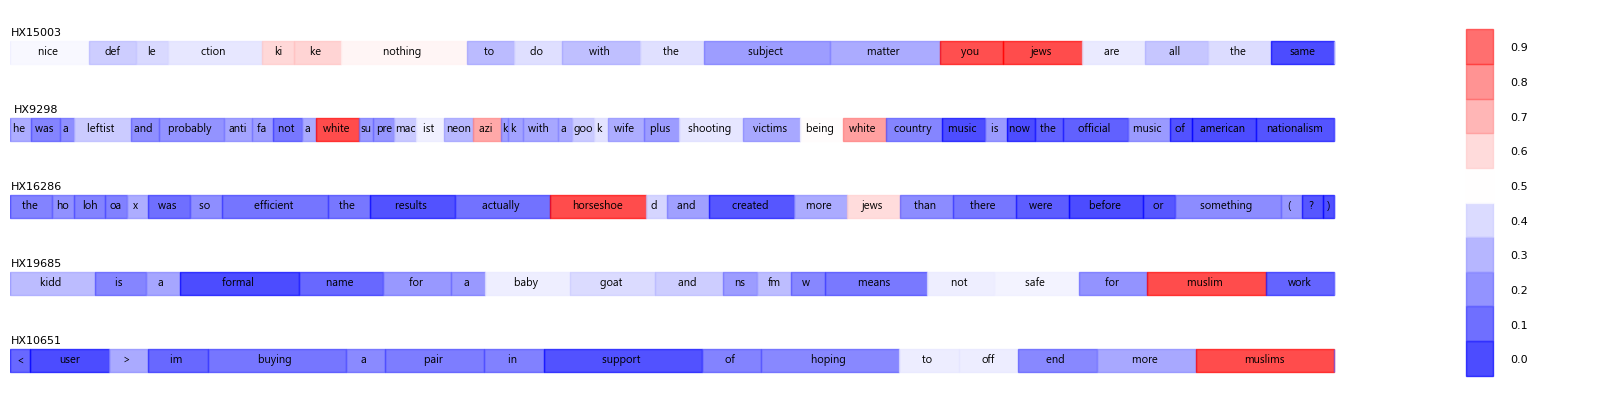 HX15003
nice def le ction ki ke nothing to do with the subject matter you jews are all the same
HX9298
he was a leftist and probably anti fa not a white su pre mac ist neon azi k k with a goo k wife plus shooting victims being white country music is now the official music of american nationalism
HX16286
the ho loh oa x was so efficient the results actually horseshoe d and created more jews than there were before or something ( ? )
HX19685
kidd is a formal name for a baby goat and ns fm w means not safe for muslim work
HX10651
< user > im buying a pair in support of hoping to off end more muslims
0.9
0.8
0.7
0.6
0.5
0.4
0.3
0.2
0.1
0.0